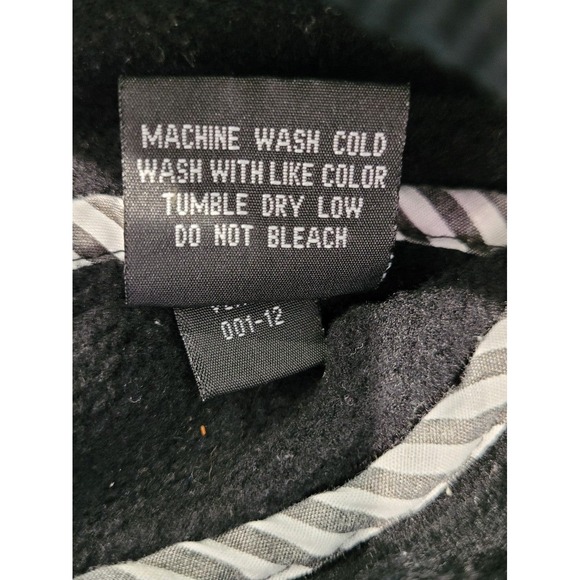 MACHINE WASH COLD
WASH WITH LIKE COLOR
TUMBLE DRY LOW
DO NOT BLEACH
001-12